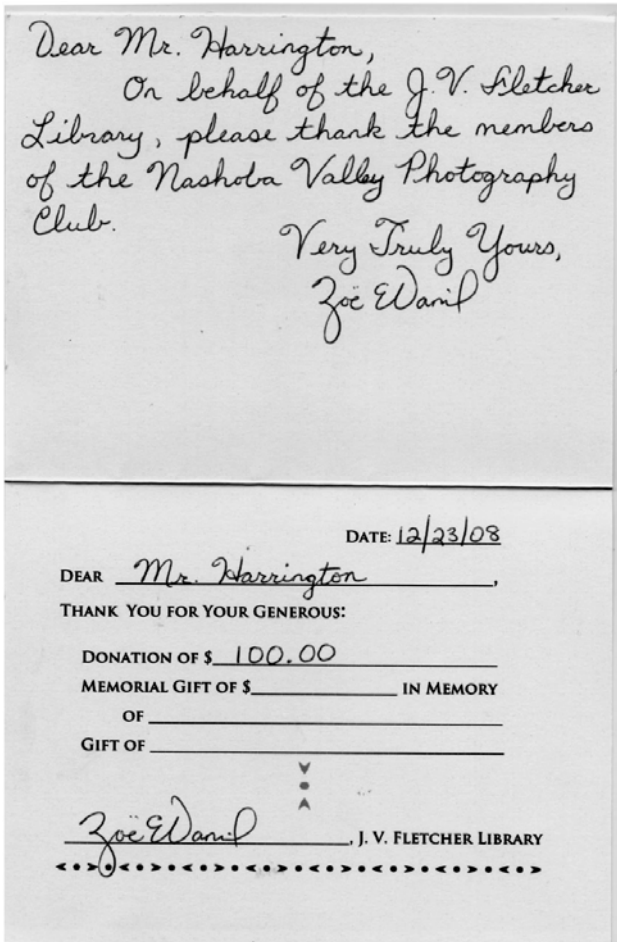 Dear Mr. Harrington,
On behalf of the J.V. Fletcher
Library, please thank the members
of the Nashoba Valley Photography
Club.
Very Truly Yours,
Zoë
DATE: 12/23/08
DEAR Mr. Harrington,
THANK YOU FOR YOUR GENEROUS:
DONATION OF $ 100.00
MEMORIAL GIFT OF $ IN MEMORY
OF
GIFT OF
Zoë , J. V. FLETCHER LIBRARY